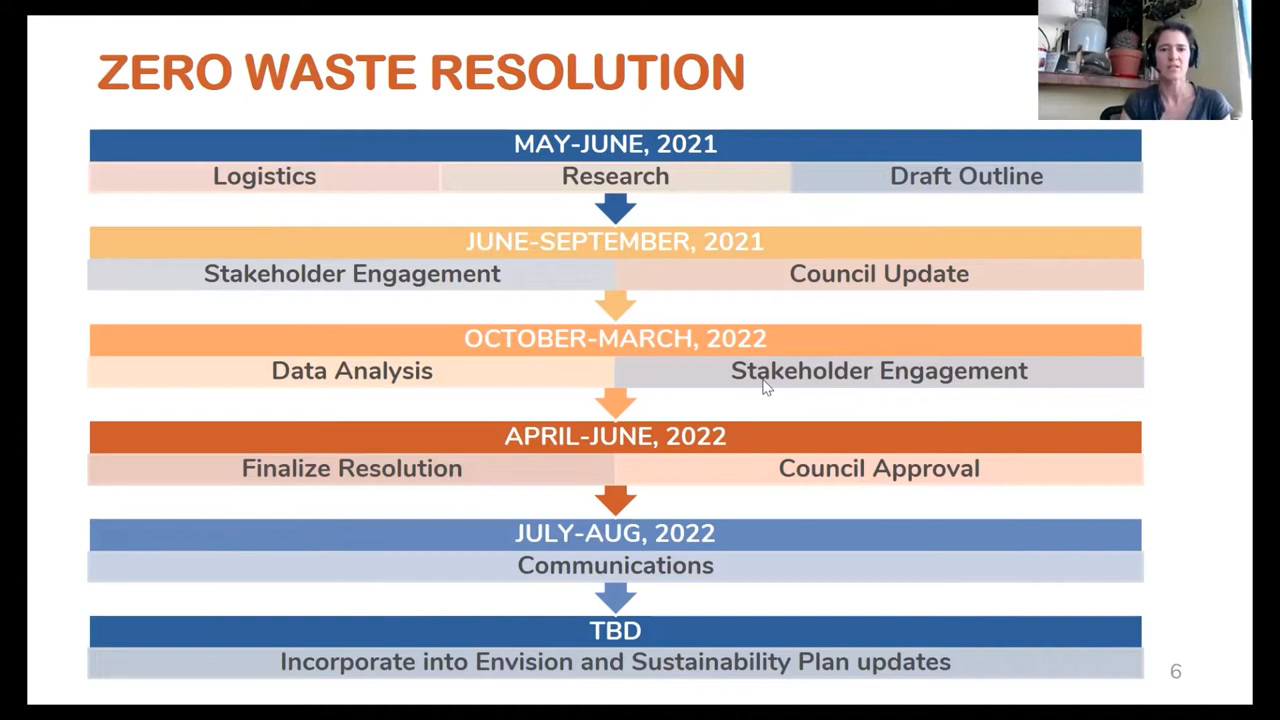 ZERO WASTE RESOLUTION
MAY-JUNE, 2021
Logistics Research Draft Outline
JUNE-SEPTEMBER, 2021
Stakeholder Engagement Council Update
OCTOBER-MARCH, 2022
Data Analysis Stakeholder Engagement
APRIL-JUNE, 2022
Finalize Resolution Council Approval
JULY-AUG, 2022
Communications
TBD
Incorporate into Envision and Sustainability Plan updates
6